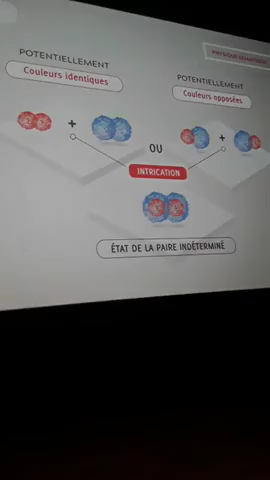 PHYSIQUE QUANTIQUE
POTENTIELLEMENT
Couleurs identiques
POTENTIELLEMENT
Couleurs opposées
+
+
OU
INTRICATION
ÉTAT DE LA PAIRE INDÉTERMINÉ